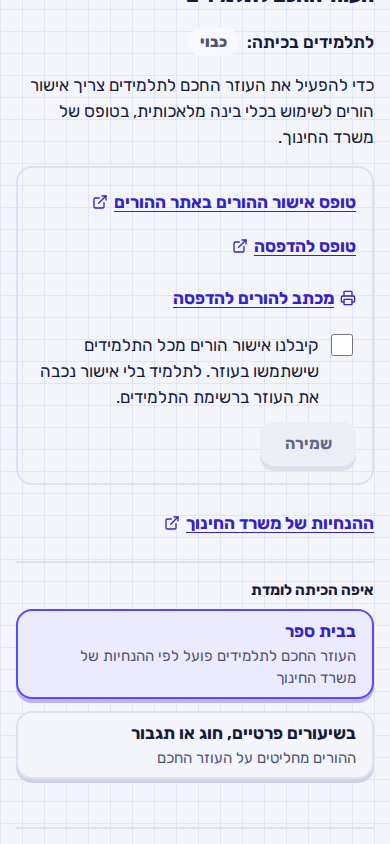 לתלמידים בכיתה: כבוי
כדי להפעיל את העוזר החכם לתלמידים צריך אישור
הורים לשימוש בכלי בינה מלאכותית, בטופס של
משרד החינוך.
טופס אישור ההורים באתר ההורים
טופס להדפסה
מכתב להורים להדפסה
קיבלנו אישור הורים מכל התלמידים
שישתמשו בעוזר. לתלמיד בלי אישור נכבה
את העוזר ברשימת התלמידים.
שמירה
ההנחיות של משרד החינוך
איפה הכיתה לומדת
בבית ספר
העוזר החכם לתלמידים פועל לפי ההנחיות של
משרד החינוך
בשיעורים פרטיים, חוג או תגבור
ההורים מחליטים על העוזר החכם